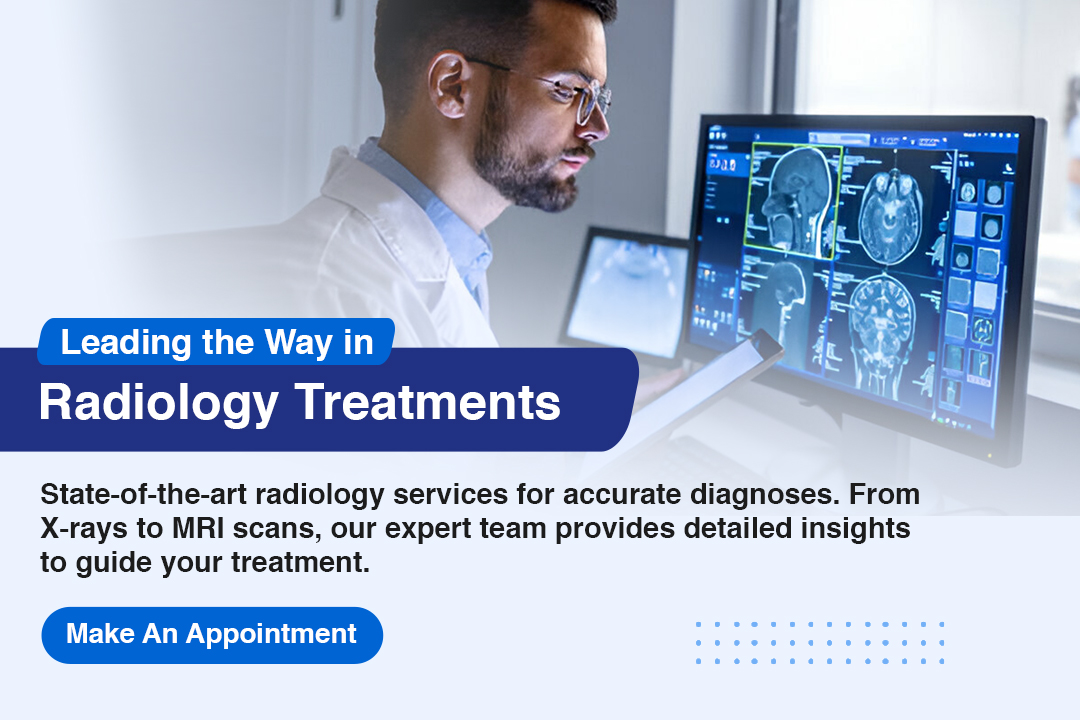 Leading the Way in
Radiology Treatments
State-of-the-art radiology services for accurate diagnoses. From
X-rays to MRI scans, our expert team provides detailed insights
to guide your treatment.
Make An Appointment